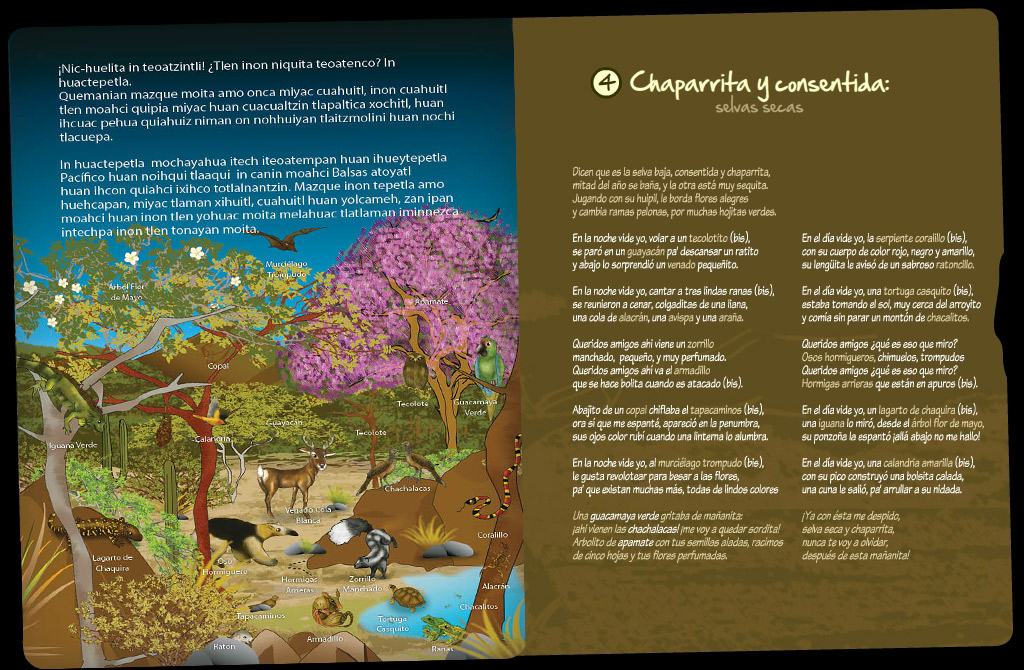 ¡Nic-huelita in teoatzintli! ¿Tlen inon niquita teoatenco? In
huactepetla.
Quemanian mazque moita amo onca miyac cuahuitl, inon cuahuitl
tlen moahci quipia miyac huan cuacualtzin tlapaltica xochitl, huan
ihcuac pehua quiahuiz niman on nohhuiyan tlaitzmolini huan nochi
tlacuepa.
In huactepetla mochayahua itech iteoatempan huan ihueytepetla
Pacífico huan noihqui tlaaqui in canin moahci Balsas atoyatl
huan ihcon quiahci ixihco totlalnantzin. Mazque inon tepetla amo
huehcapan, miyac tlaman xihuitl, cuahuitl huan yolcameh, zan ipan
moahci huan inon tlen yohuac moita melahuac tlatlaman iminnezca
intechpa inon tlen tonayan moita.
Murciélago
Trompudo
Árbol Flor
de Mayo
Apamate
Copal
Tecolote
Guacamaya
Verde
Guayacán
Tecolote
Calandria
Iguana Verde
Chachalacas
Venado Cola
Blanca
Coralillo
Lagarto de
Chaquira
Oso
Hormiguero
Hormigas
Arrieras
Zorrillo
Manchado
Alacrán
Chacalitos
Tapacaminos
Tortuga
Casquito
Armadillo
Ratón
Ranas
4 Chaparrita y consentida:
selvas secas
Dicen que es la selva baja, consentida y chaparrita,
mitad del año se baña, y la otra está muy sequita.
Jugando con su huipil, le borda flores alegres
y cambia ramas pelonas, por muchas hojitas verdes.
En la noche vide yo, volar a un tecolotito (bis),
se paró en un guayacán pa' descansar un ratito
y abajo lo sorprendió un venado pequeñito.
En la noche vide yo, cantar a tres lindas ranas (bis),
se reunieron a cenar, colgaditas de una liana,
una cola de alacrán, una avispa y una araña.
Queridos amigos ahí viene un zorrillo
manchado, pequeño, y muy perfumado.
Queridos amigos ahí va el armadillo
que se hace bolita cuando es atacado (bis).
Abajito de un copal chiflaba el tapacaminos (bis),
ora sí que me espanté, apareció en la penumbra,
sus ojos color rubí cuando una linterna lo alumbra.
En la noche vide yo, al murciélago trompudo (bis),
le gusta revolotear para besar a las flores,
pa' que existan muchas más, todas de lindos colores
Una guacamaya verde gritaba de mañanita:
¡ahí vienen las chachalacas! ¡me voy a quedar sordita!
Arbolito de apamate con tus semillas aladas, racimos
de cinco hojas y tus flores perfumadas.
En el día vide yo, la serpiente coralillo (bis),
con su cuerpo de color rojo, negro y amarillo,
su lengüita le avisó de un sabroso ratoncillo.
En el día vide yo, una tortuga casquito (bis),
estaba tomando el sol, muy cerca del arroyito
y comía sin parar un montón de chacalitos.
Queridos amigos ¿qué es eso que miro?
Osos hormigueros, chimuelos, trompudos
Queridos amigos ¿qué es eso que miro?
Hormigas arrieras que están en apuros (bis).
En el día vide yo, un lagarto de chaquira (bis),
una iguana lo miró, desde el árbol flor de mayo,
su ponzoña la espantó ¡allá abajo no me hallo!
En el día vide yo, una calandria amarilla (bis),
con su pico construyó una bolsita calada,
una cuna le salió, pa' arrullar a su nidada.
¡Ya con ésta me despido,
selva seca y chaparrita,
nunca te voy a olvidar,
después de esta mañanita!